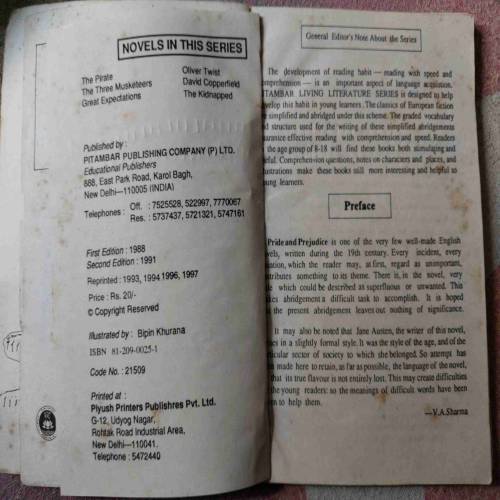 NOVELS IN THIS SERIES
The Pirate
The Three Musketeers
Great Expectations
Oliver Twist
David Copperfield
The Kidnapped
Published by :
PITAMBAR PUBLISHING COMPANY (P) LTD.
Educational Publishers
888, East Park Road, Karol Bagh,
New Delhi—110005 (INDIA)
Telephones : Off. : 7525528, 522997, 7770067
Res. : 5737437, 5721321, 5747161
First Edition : 1988
Second Edition : 1991
Reprinted : 1993, 1994 1996, 1997
Price : Rs. 20/-
© Copyright Reserved
Illustrated by : Bipin Khurana
ISBN 81-209-0025-1
Code No. : 21509
Printed at :
Piyush Printers Publishres Pvt. Ltd.
G-12, Udyog Nagar,
Rohtak Road Industrial Area,
New Delhi—110041.
Telephone : 5472440
General Editor's Note About the Series
The development of reading habit — reading with speed and
mprehension — is an important aspect of language acquisition.
ITAMBAR LIVING LITERATURE SERIES is designed to help
velop this habit in young learners. The classics of European fiction
simplified and abridged under this scheme. The graded vocabulary
d structure used for the writing of these simplified abridgements
arantee effective reading with comprehension and speed. Readers
the age group of 8-18 will find these books both stimulating and
eful. Comprehension questions, notes on characters and places, and
ustrations make these books still more interesting and helpful to
ung learners.
Preface
Pride and Prejudice is one of the very few well-made English
vels, written during the 19th century. Every incident, every
uation, which the reader may, at first, regard as unimportant,
tributes something to its theme. There is, in the novel, very
le which could be described as superfluous or unwanted. This
kes abridgement a difficult task to accomplish. It is hoped
the present abridgement leaves out nothing of significance.
It may also be noted that Jane Austen, the writer of this novel,
es in a slightly formal style. It was the style of the age, and of the
ticular sector of society to which she belonged. So attempt has
n made here to retain, as far as possible, the language of the novel,
that its true flavour is not entirely lost. This may create difficulties
the young readers: so the meanings of difficult words have been
en to help them.
—V.A.Sharma